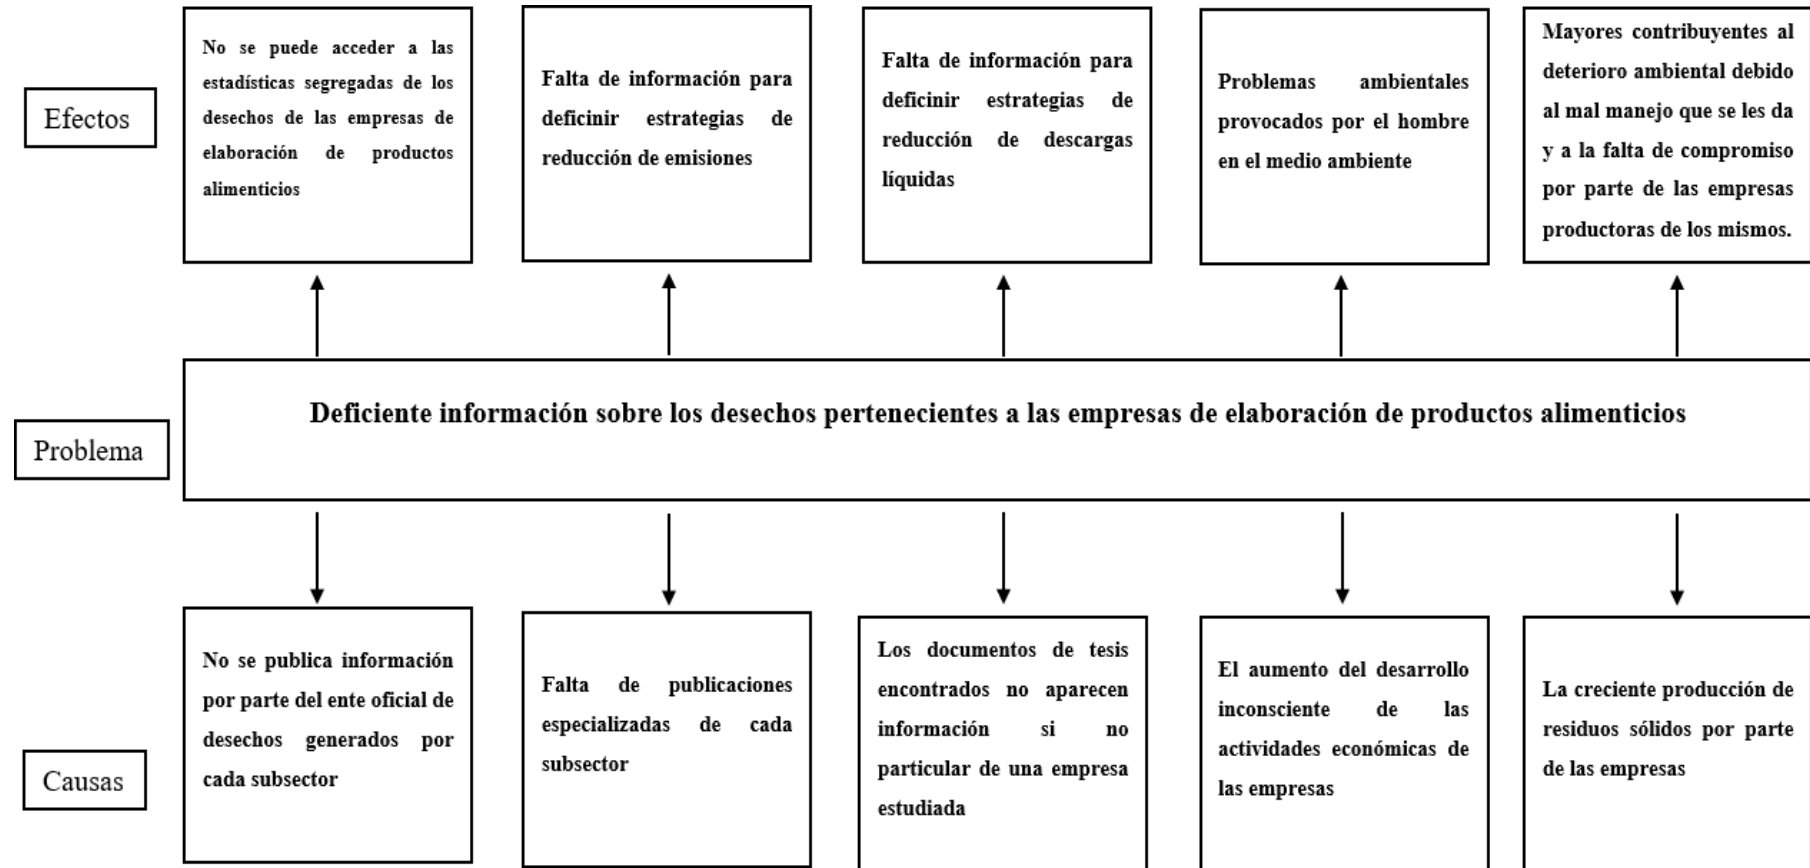 Efectos
No se puede acceder a las
estadísticas segregadas de los
desechos de las empresas de
elaboración de productos
alimenticios
Falta de información para
deficinir estrategias de
reducción de emisiones
Falta de información para
deficinir estrategias de
reducción de descargas
líquidas
Problemas ambientales
provocados por el hombre
en el medio ambiente
Mayores contribuyentes al
deterioro ambiental debido
al mal manejo que se les da
y a la falta de compromiso
por parte de las empresas
productoras de los mismos.
Problema
Deficiente información sobre los desechos pertenecientes a las empresas de elaboración de productos alimenticios
Causas
No se publica información
por parte del ente oficial de
desechos generados por
cada subsector
Falta de publicaciones
especializadas de cada
subsector
Los documentos de tesis
encontrados no aparecen
información si no
particular de una empresa
estudiada
El aumento del desarrollo
inconsciente de las
actividades económicas de
las empresas
La creciente producción de
residuos sólidos por parte
de las empresas